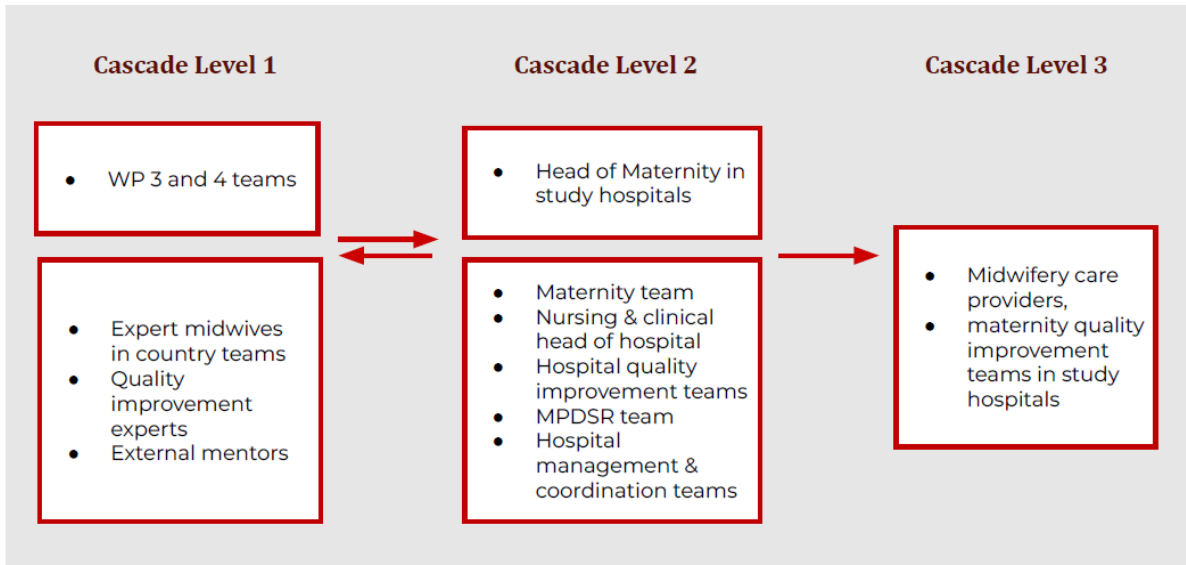 Cascade Level 1
Cascade Level 2
Cascade Level 3
● WP 3 and 4 teams
● Expert midwives
in country teams
● Quality
improvement
experts
● External mentors
● Head of Maternity in
study hospitals
● Maternity team
● Nursing & clinical
head of hospital
● Hospital quality
improvement teams
● MPDSR team
● Hospital
management &
coordination teams
● Midwifery care
providers,
● maternity quality
improvement
teams in study
hospitals